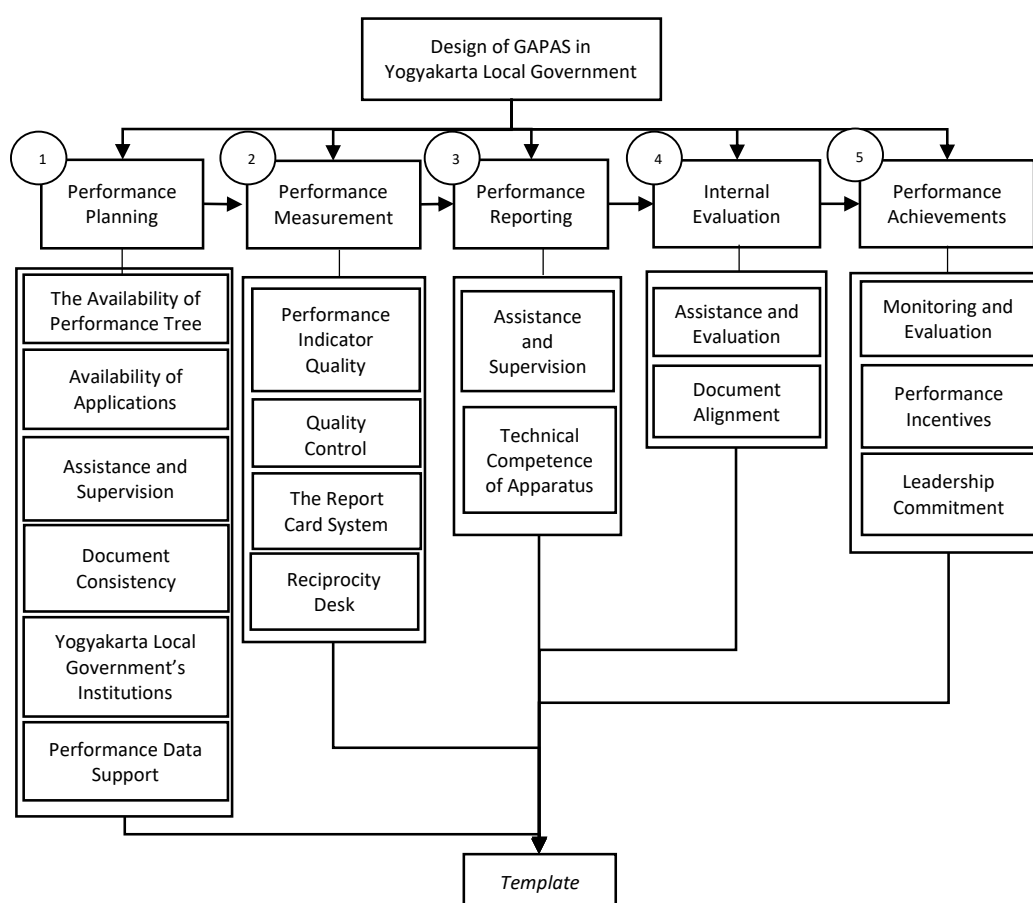 Design of GAPAS in
Yogyakarta Local Government
1
Performance
Planning
2
Performance
Measurement
3
Performance
Reporting
4
Internal
Evaluation
5
Performance
Achievements
The Availability of
Performance Tree
Availability of
Applications
Assistance and
Supervision
Document
Consistency
Yogyakarta Local
Government’s
Institutions
Performance Data
Support
Performance
Indicator
Quality
Quality
Control
The Report
Card System
Reciprocity
Desk
Assistance
and
Supervision
Technical
Competence
of Apparatus
Assistance and
Evaluation
Document
Alignment
Monitoring and
Evaluation
Performance
Incentives
Leadership
Commitment
Template